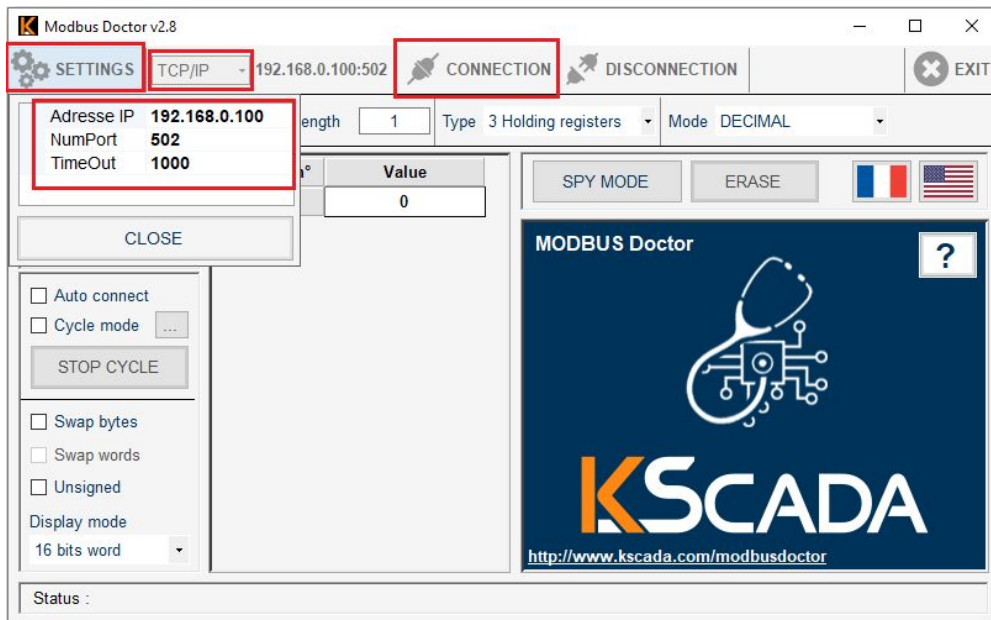 Modbus Doctor v2.8
SETTINGS TCP/IP 192.168.0.100:502 CONNECTION DISCONNECTION EXIT
Adresse IP 192.168.0.100
NumPort 502
TimeOut 1000
CLOSE
ength 1 Type 3 Holding registers Mode DECIMAL
n° Value
0
SPY MODE ERASE
Auto connect
Cycle mode ...
STOP CYCLE
Swap bytes
Swap words
Unsigned
Display mode
16 bits word
MODBUS Doctor ?
KSCADA
http://www.kscada.com/modbusdoctor
Status :